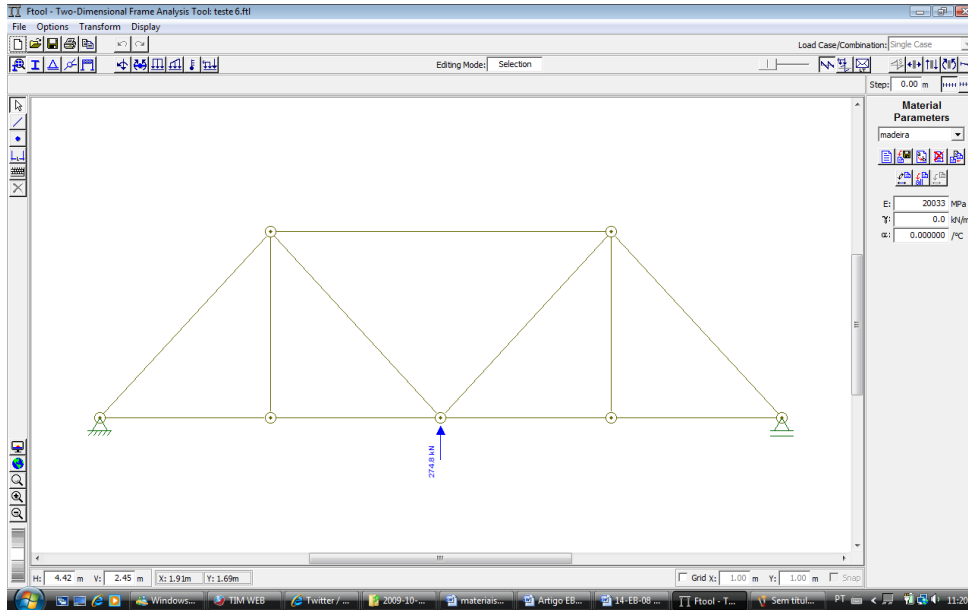 Ftool - Two-Dimensional Frame Analysis Tool: teste6.ftl
File Options Transform Display
Load Case/Combination: Single Case
Editing Mode: Selection
Step: 0.00 m
Material
Parameters
madeira
E: 20033 MPa
γ: 0.0 kN/m
α: 0.000000 /ºC
274.8 kN
H: 4.42 m V: 2.45 m X: 1.91m Y: 1.69m Grid X: 1.00 m Y: 1.00 m Snap
Windows... TIM WEB Twitter / ... 2009-10-... materiais... Artigo EB... 14-EB-08 ... Ftool - T... Sem títul... PT 11:20